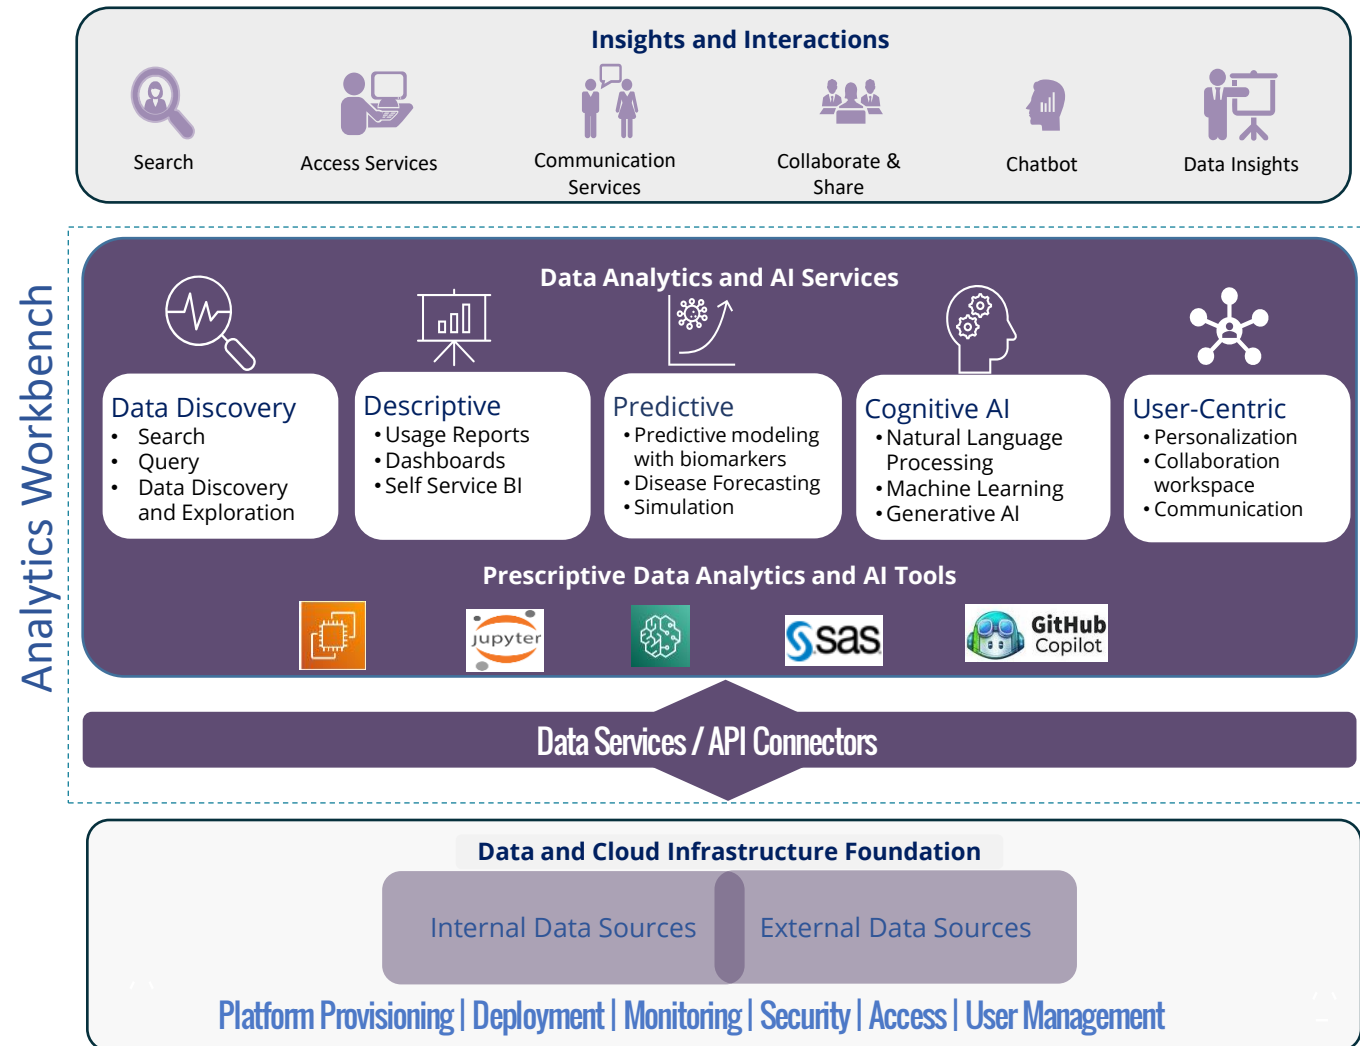 Insights and Interactions
Search
Access Services
Communication
Services
Collaborate &
Share
Chatbot
Data Insights
Analytics Workbench
Data Analytics and AI Services
Data Discovery
• Search
• Query
• Data Discovery
and Exploration
Descriptive
• Usage Reports
• Dashboards
• Self Service BI
Predictive
• Predictive modeling
with biomarkers
• Disease Forecasting
• Simulation
Cognitive AI
• Natural Language
Processing
• Machine Learning
• Generative AI
User-Centric
• Personalization
• Collaboration
workspace
• Communication
Prescriptive Data Analytics and AI Tools
jupyter
sas
GitHub
Copilot
Data Services / API Connectors
Data and Cloud Infrastructure Foundation
Internal Data Sources
External Data Sources
Platform Provisioning | Deployment | Monitoring | Security | Access | User Management